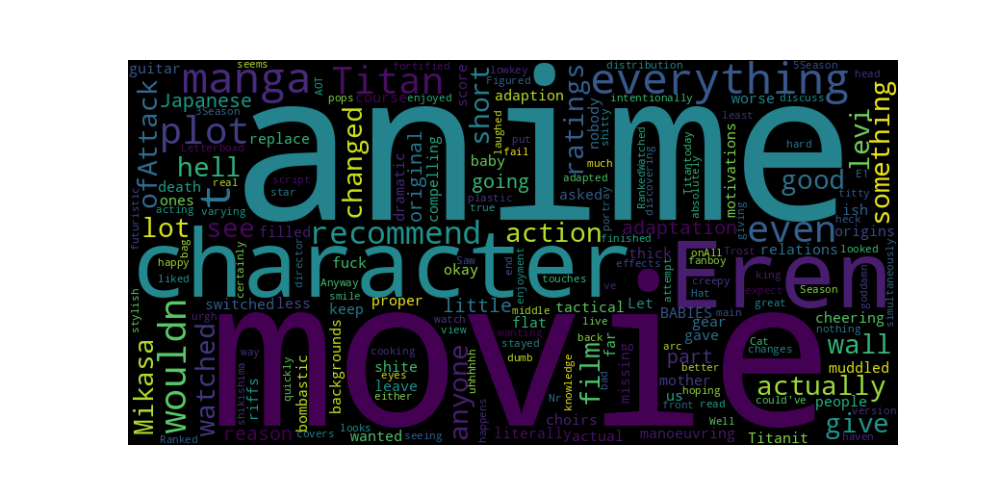 guitar seems distribution 5Season
manga Titan fortified lowkey everything head
Japanese AOT pops course enjoyed score short Figured adaption ratings intentionally worse discuss
ofAttack 3Season Letterboxd replace anime laughed put nobody shitty least something
plot changed dramatic original compelling baby fail much RankedWatched discovering Titantoday absolutely motivations hard levi
hell real script star plastic true going adapted asked portray good E1 titty
death t ones acting varying ish heck
futuristic lot see filled recommend action finished adaptation giving even origins
bag director character Saw end enjoyment touches thick onAll fanboy Trost relations looked
happy liked certainly fuck Anyway okay effects ve attempt creepy king Eren simultaneously
stylish switched less smile keep proper little middle tactical Let Hat BABIES expect Season great goddamn
urgh movie flat watch view wanting live gear main nothing cheering
Mikasa wouldn watched way shikishima riffs quickly bombastic backgrounds cooking shite eyes leave either stayed dumb back far film bad missing gave arc part better Cat changes wall
anyone uhhhhh knowledge mother hoping us actually muddled
reason covers wanted looks seeing choirs Nr front read could've people version
Ranked literally actual happens manoeuvring Well Titanit give haven